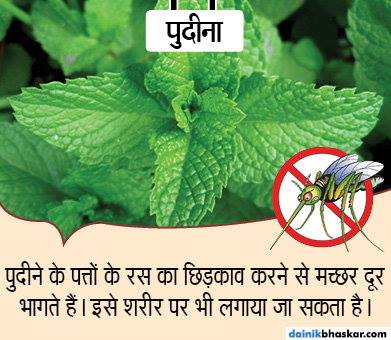 पुदीना
पुदीने के पत्तों के रस का छिड़काव करने से मच्छर दूर
भागते हैं। इसे शरीर पर भी लगाया जा सकता है।
dainikbhaskar.com